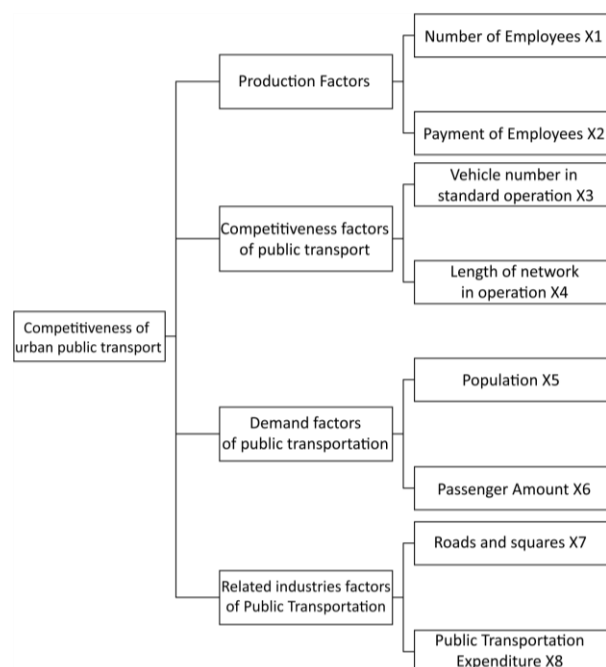 Number of Employees X1
Production Factors
Payment of Employees X2
Vehicle number in
standard operation X3
Competitiveness factors
of public transport
Length of network
in operation X4
Competitiveness of
urban public transport
Population X5
Demand factors
of public transportation
Passenger Amount X6
Roads and squares X7
Related industries factors
of Public Transportation
Public Transportation
Expenditure X8